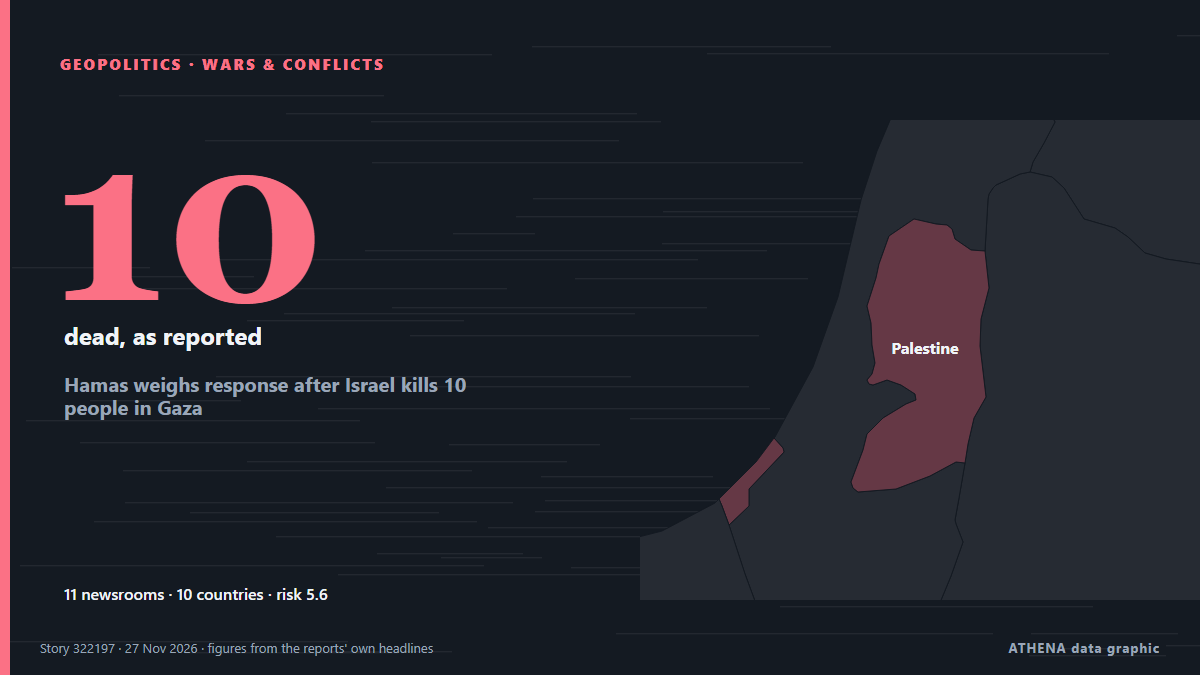 GEOPOLITICS · WARS & CONFLICTS
10
dead, as reported
Hamas weighs response after Israel kills 10
people in Gaza
Palestine
11 newsrooms · 10 countries · risk 5.6
Story 322197 · 27 Nov 2026 · figures from the reports' own headlines
ATHENA data graphic